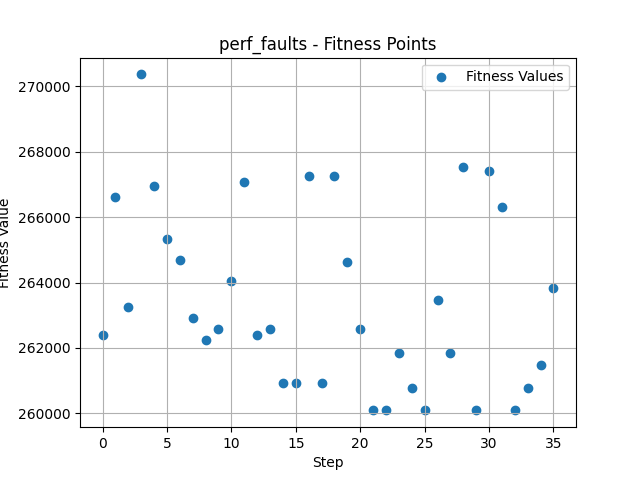 perf_faults - Fitness Points
Fitness Values
270000
268000
266000
264000
262000
260000
Fitness Value
0 5 10 15 20 25 30 35
Step